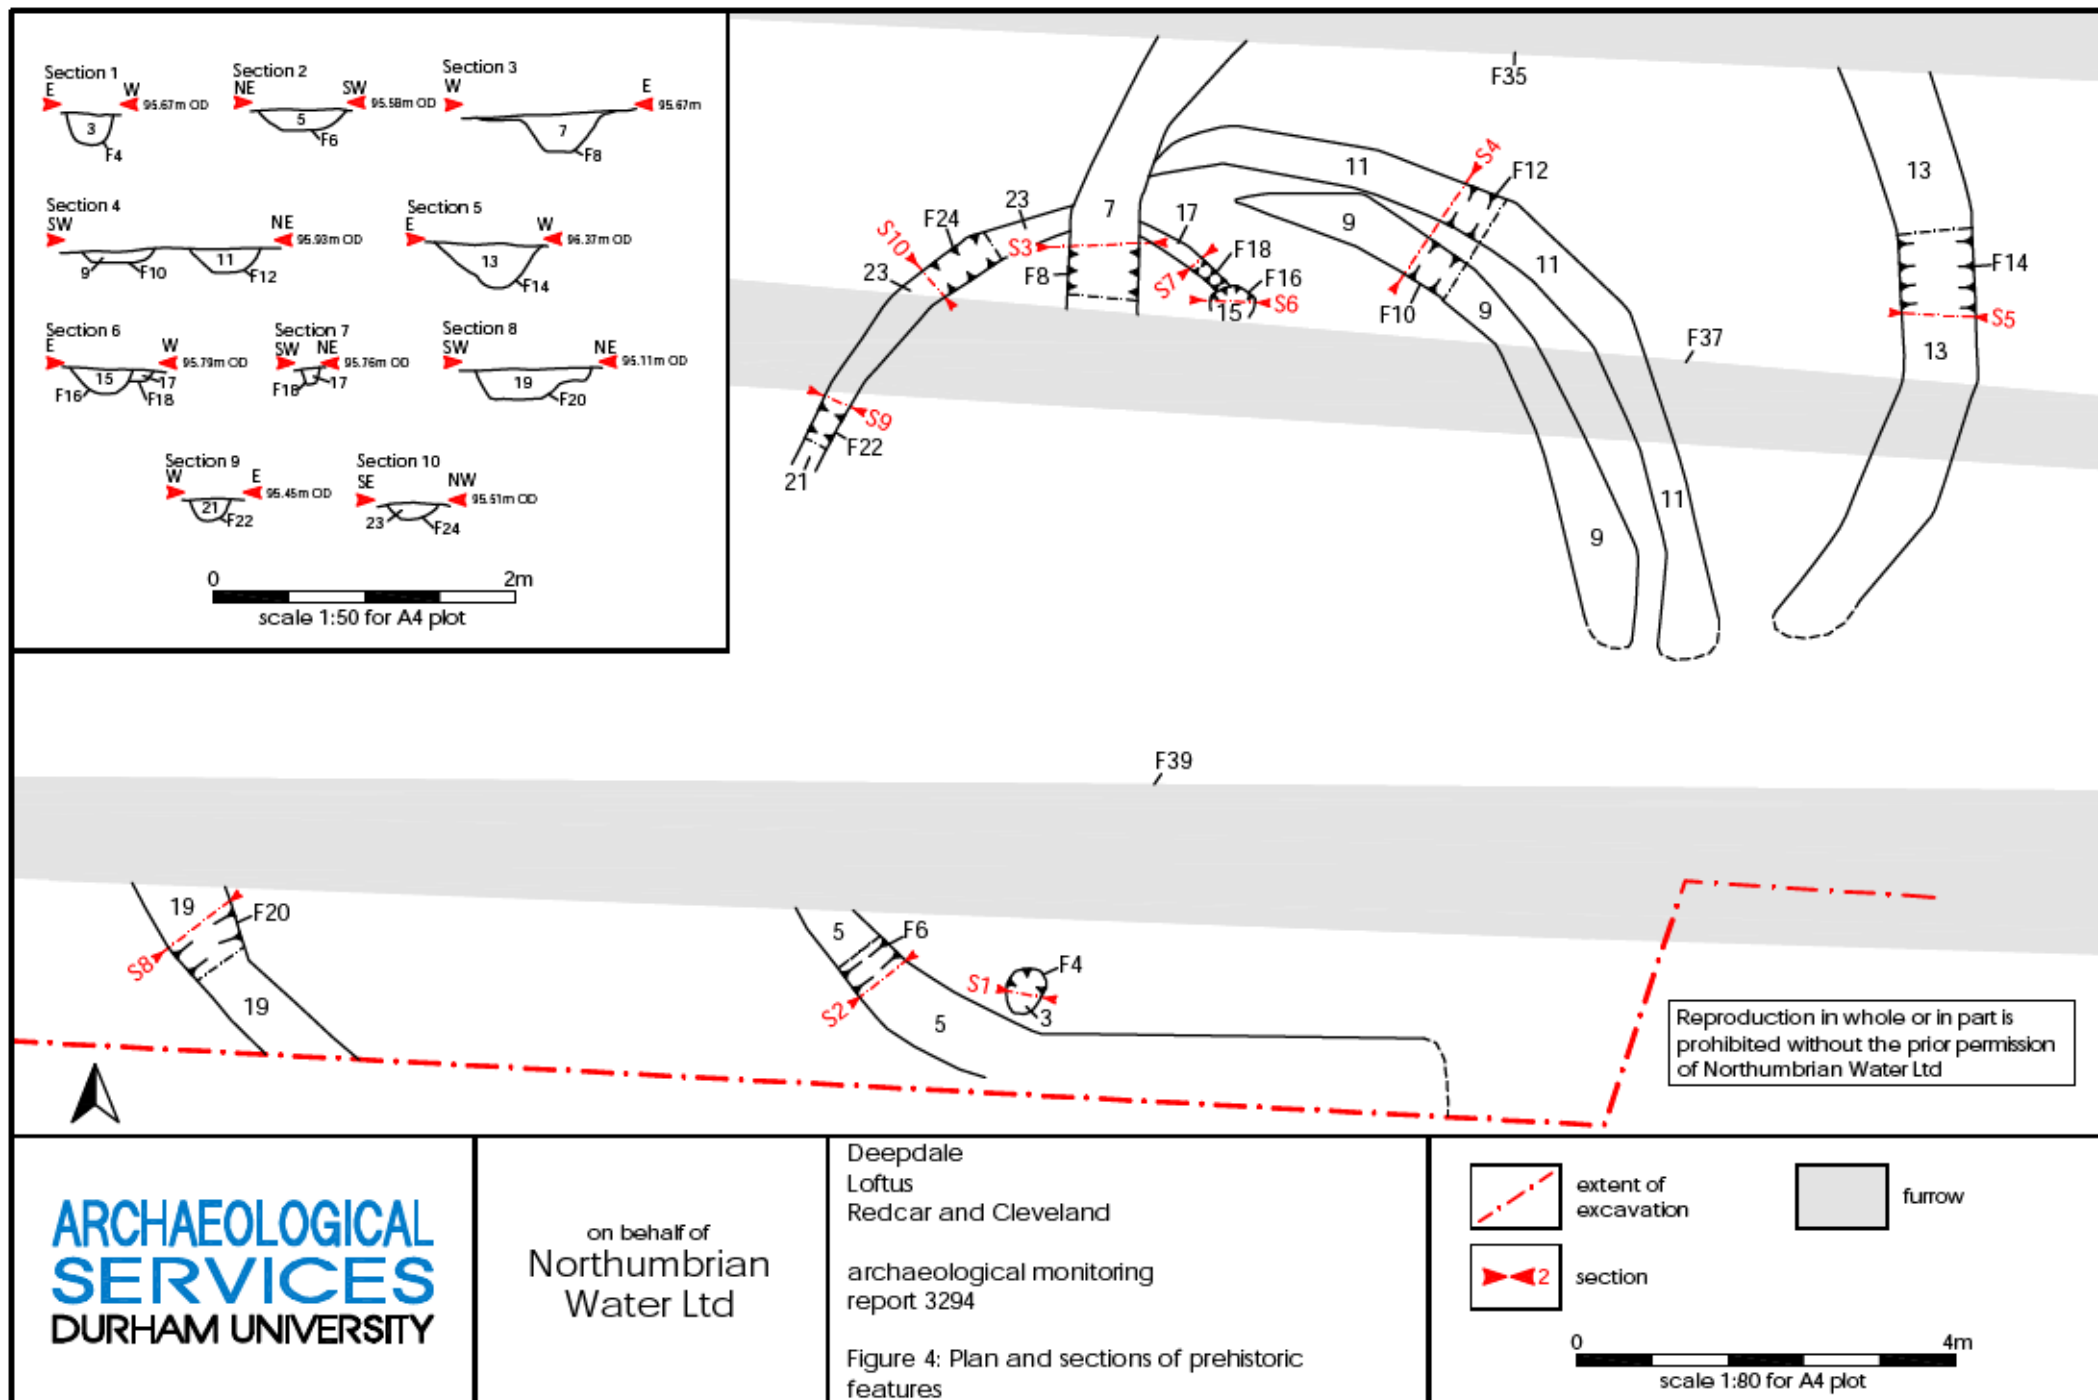 Section 1
E W
95.67m OD
3
F4
Section 2
NE SW
95.58m OD
5
F6
Section 3
W E
95.67m
7
F8
Section 4
SW NE
95.93m OD
9
F10
11
F12
Section 5
E W
96.37m OD
13
F14
Section 6
E W
95.79m OD
15
17
F16
F18
Section 7
SW NE
95.76m OD
F18
17
Section 8
SW NE
95.11m OD
19
F20
Section 9
W E
95.45m OD
21
F22
Section 10
SE NW
95.51m OD
23
F24
0 2m
scale 1:50 for A4 plot
F35
11
S4
F12
13
23
F24
7
17
9
S10
S3
F18
11
F14
23
F8
S7
F16
15
S6
F10
9
S5
F37
13
S9
F22
21
11
9
F39
19
F20
S8
19
5
F6
S2
5
F4
S1
3
Reproduction in whole or in part is
prohibited without the prior permission
of Northumbrian Water Ltd
ARCHAEOLOGICAL
SERVICES
DURHAM UNIVERSITY
on behalf of
Northumbrian
Water Ltd
Deepdale
Loftus
Redcar and Cleveland
archaeological monitoring
report 3294
Figure 4: Plan and sections of prehistoric
features
extent of
excavation
furrow
2
section
0 4m
scale 1:80 for A4 plot